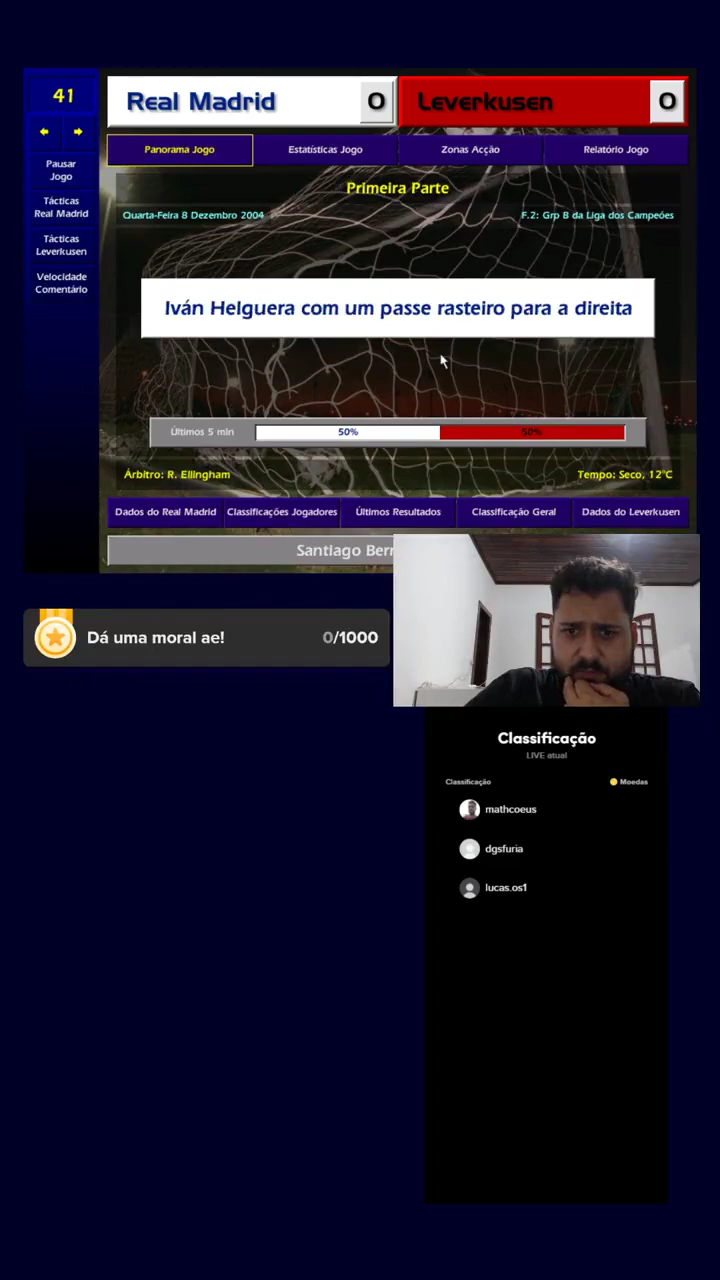 41
Real Madrid 0
Leverkusen 0
Pausar
Jogo
Tácticas
Real Madrid
Tácticas
Leverkusen
Velocidade
Comentário
Panorama Jogo
Estatísticas Jogo
Zonas Acção
Relatório Jogo
Primeira Parte
Quarta-Feira 8 Dezembro 2004
F.2: Grp B da Liga dos Campeões
Iván Helguera com um passe rasteiro para a direita
Últimos 5 min
50%
50%
Árbitro: R. Ellingham
Tempo: Seco, 12°C
Dados do Real Madrid
Classificações Jogadores
Últimos Resultados
Classificação Geral
Dados do Leverkusen
Santiago
Dá uma moral ae!
0/1000
Classificação
LIVE atual
Classificação
Moedas
mathcoeus
dgsfuria
lucas.os1